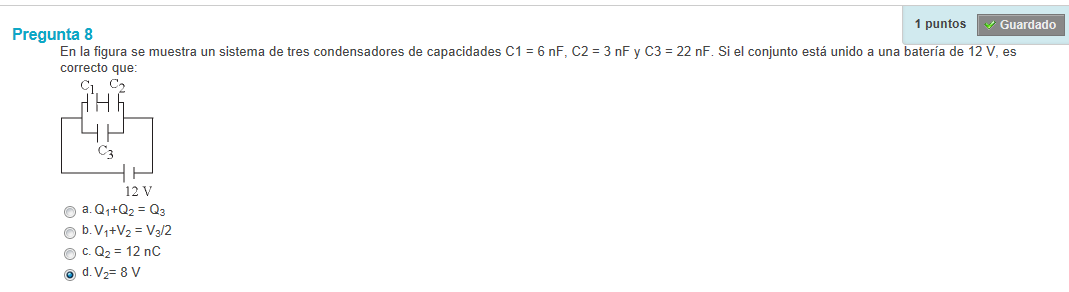 1 puntos
Guardado
Pregunta 8
En la figura se muestra un sistema de tres condensadores de capacidades C1 = 6 nF, C2 = 3 nF y C3 = 22 nF. Si el conjunto está unido a una batería de 12 V, es
correcto que:
C1 C2
C3
12 V
a. Q1+Q2 = Q3
b. V1+V2 = V3/2
c. Q2 = 12 nC
d. V2= 8 V